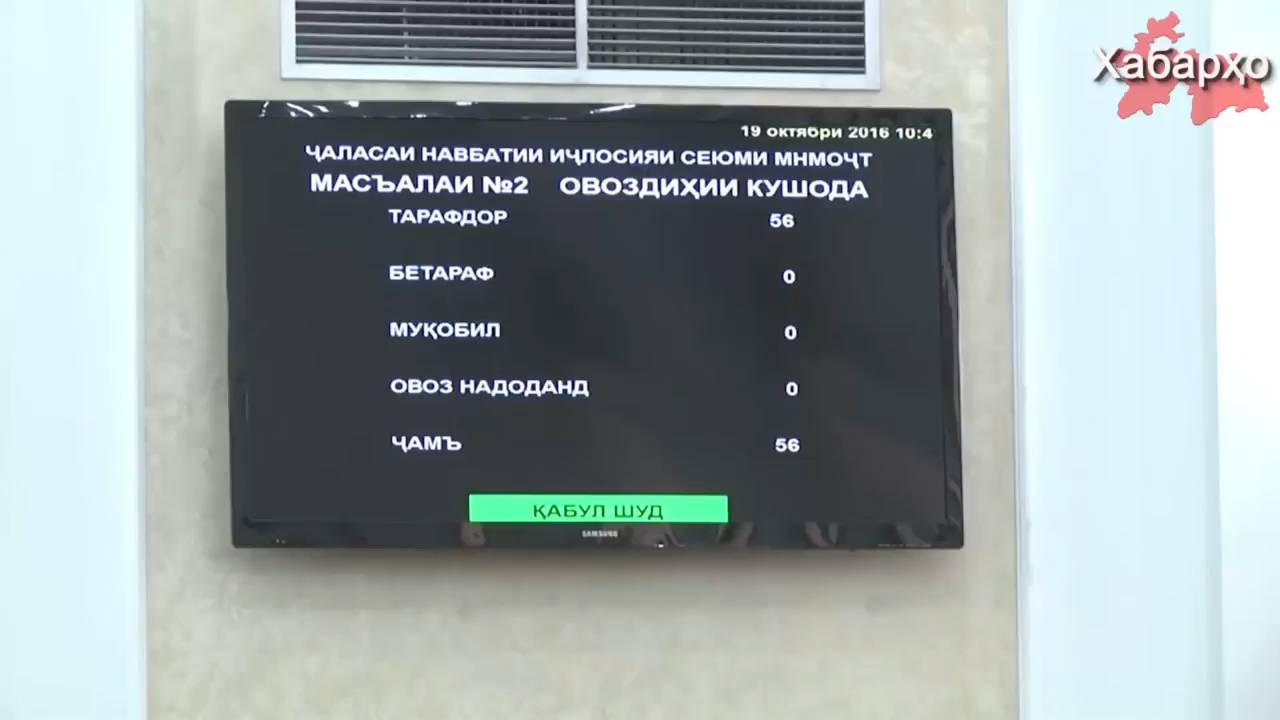 Хабарҳо
19 октябри 2016 10:4
ҶАЛАСАИ НАВБАТИИ ИҶЛОСИЯИ СЕЮМИ МНМОҶТ
МАСЪАЛАИ №2 ОВОЗДИҲИИ КУШОДА
ТАРАФДОР 56
БЕТАРАФ 0
МУҚОБИЛ 0
ОВОЗ НАДОДАНД 0
ҶАМЪ 56
ҚАБУЛ ШУД
SAMSUNG